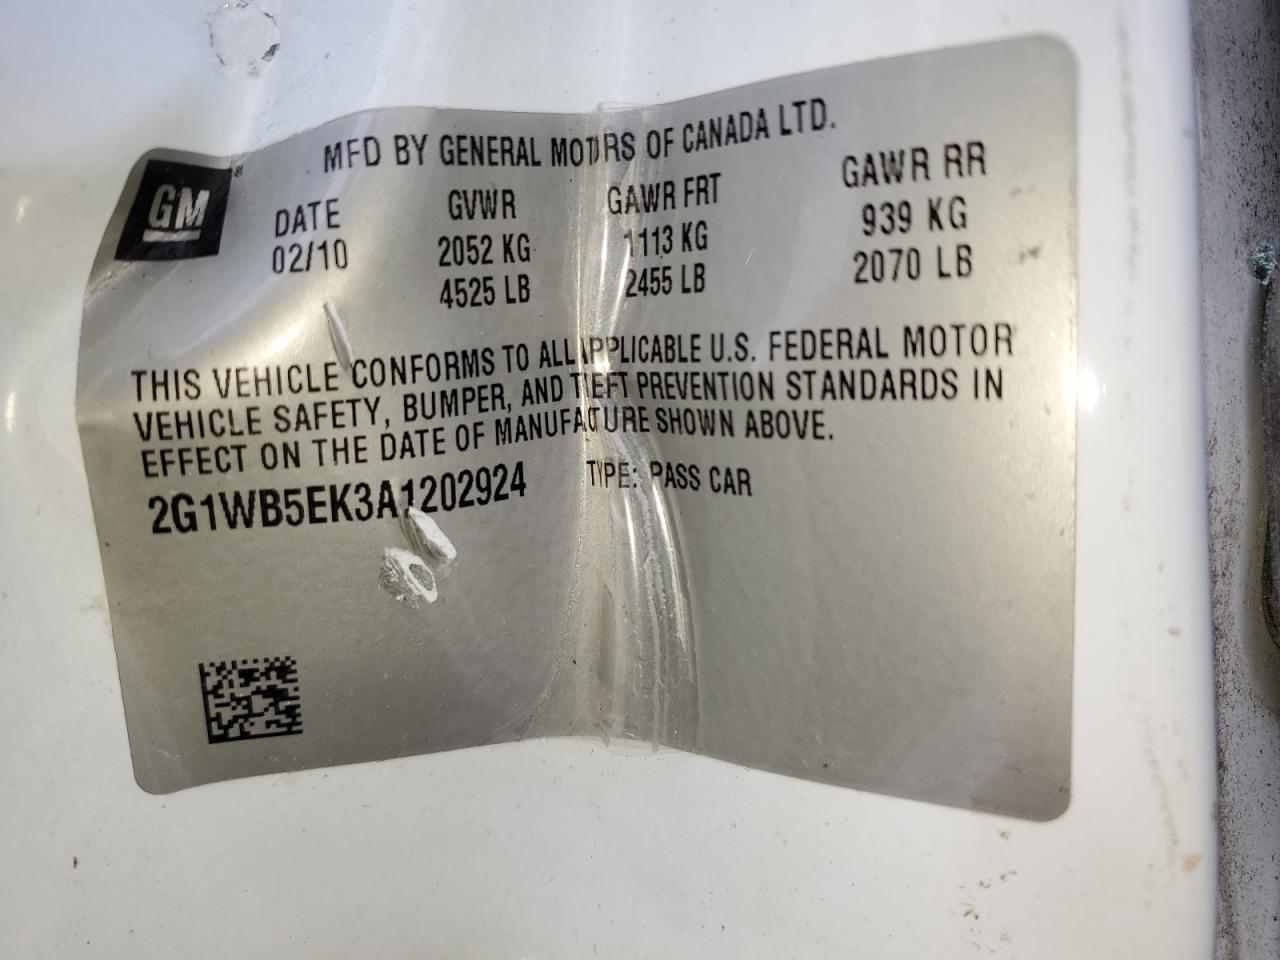 MFD BY GENERAL MOTORS OF CANADA LTD.
GM
DATE GVWR GAWR FRT GAWR RR
02/10 2052 KG 1113 KG 939 KG
4525 LB 2455 LB 2070 LB
THIS VEHICLE CONFORMS TO ALL APPLICABLE U.S. FEDERAL MOTOR
VEHICLE SAFETY, BUMPER, AND THEFT PREVENTION STANDARDS IN
EFFECT ON THE DATE OF MANUFACTURE SHOWN ABOVE.
2G1WB5EK3A1202924 TYPE: PASS CAR